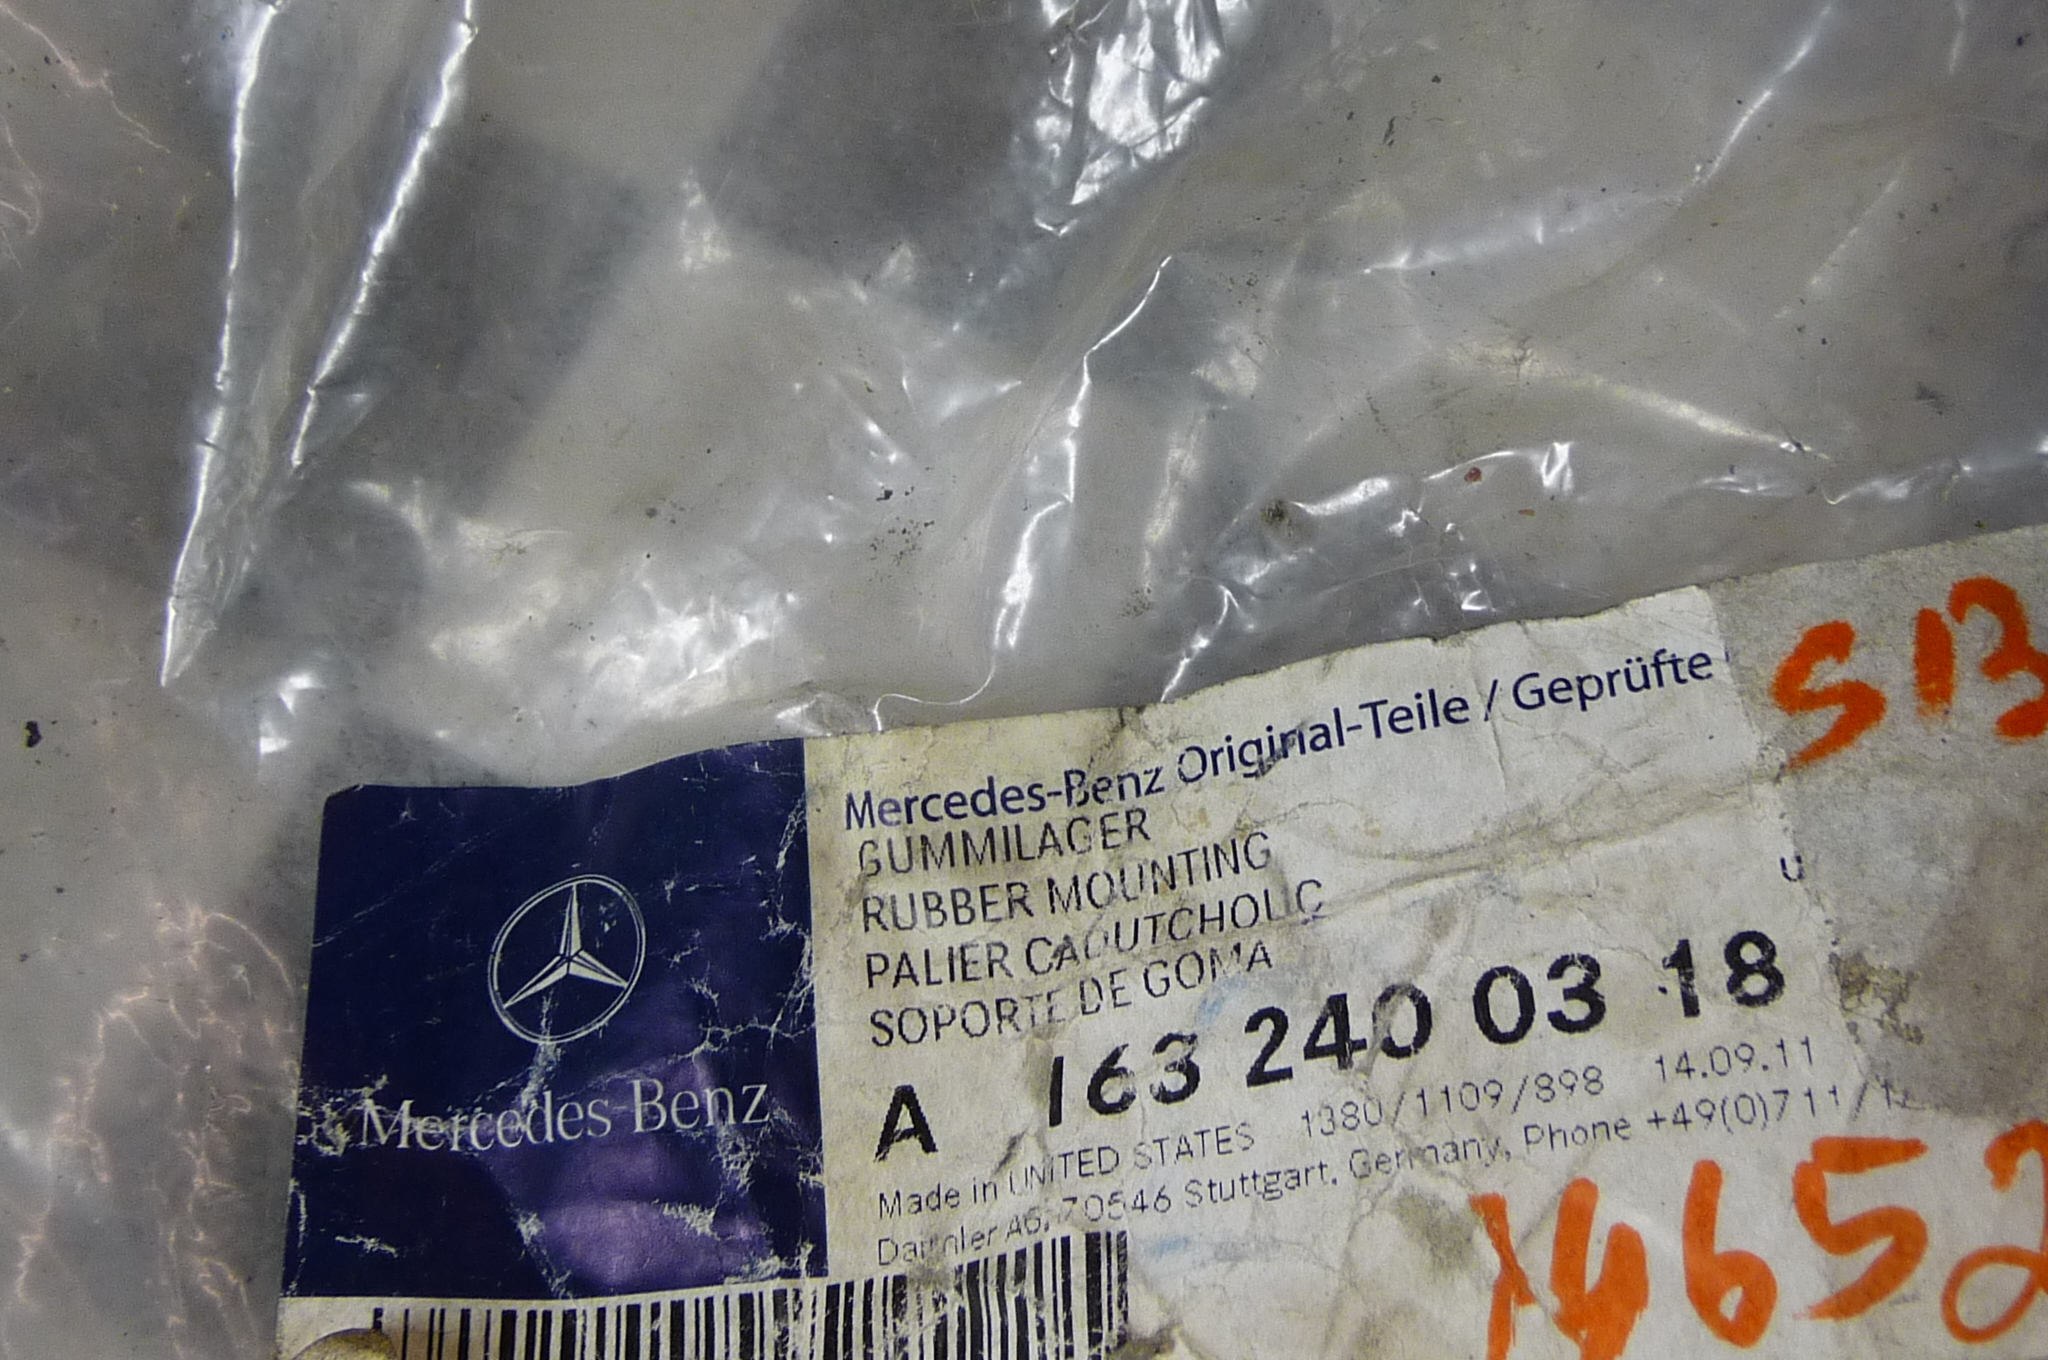 Mercedes-Benz Original-Teile / Geprüfte
S13
GUMMILAGER
RUBBER MOUNTING
PALIER CAOUTCHOUC
SOPORTE DE GOMA
u
A 163 240 03 18
Made in UNITED STATES 1380/1109/898 14.09.11
Daimler AG, 70546 Stuttgart, Germany, Phone +49(0)711/
Mercedes-Benz
14652